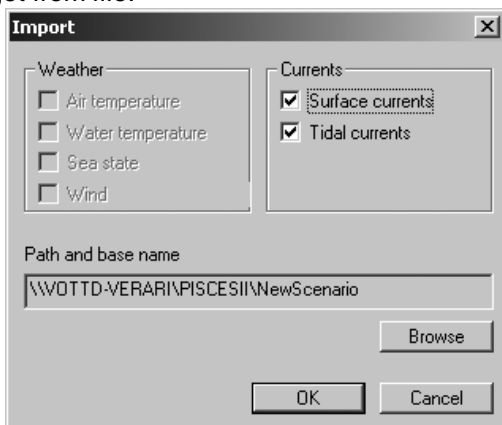 Import
Weather
Air temperature
Water temperature
Sea state
Wind
Currents
Surface currents
Tidal currents
Path and base name
\\VOTTD-VERARI\PISCESII\NewScenario
Browse
OK
Cancel